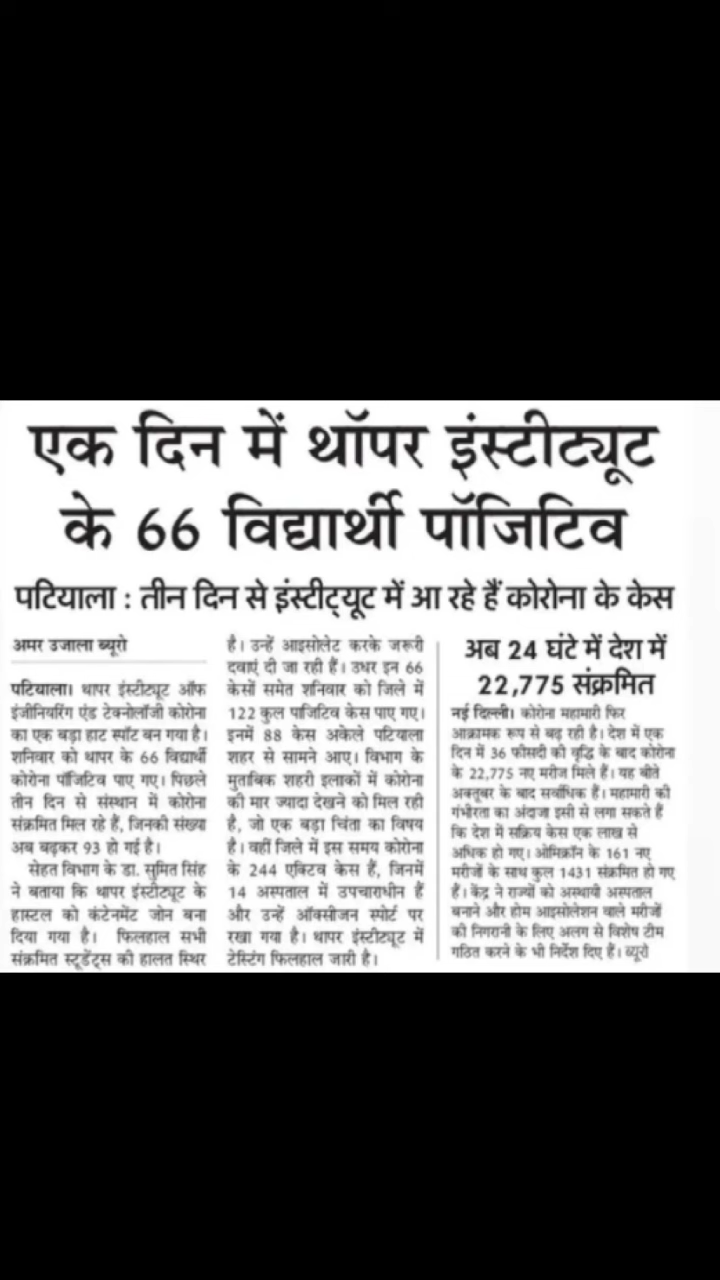 एक दिन में थॉपर इंस्टीट्यूट
के 66 विद्यार्थी पॉजिटिव
पटियाला : तीन दिन से इंस्टीट्यूट में आ रहे हैं कोरोना के केस
अमर उजाला ब्यूरो
पटियाला। थापर इंस्टीट्यूट ऑफ
इंजीनियरिंग एंड टेक्नोलॉजी कोरोना
का एक बड़ा हाट स्पॉट बन गया है।
शनिवार को थापर के 66 विद्यार्थी
कोरोना पॉजिटिव पाए गए। पिछले
तीन दिन से संस्थान में कोरोना
संक्रमित मिल रहे हैं, जिनकी संख्या
अब बढ़कर 93 हो गई है।
सेहत विभाग के डा. सुमित सिंह
ने बताया कि थापर इंस्टीट्यूट के
हास्टल को कंटेनमेंट जोन बना
दिया गया है। फिलहाल सभी
संक्रमित स्टूडेंट्स की हालत स्थिर
है। उन्हें आइसोलेट करके जरूरी
दवाएं दी जा रही हैं। उधर इन 66
केसों समेत शनिवार को जिले में
122 कुल पाजिटिव केस पाए गए।
इनमें 88 केस अकेले पटियाला
शहर से सामने आए। विभाग के
मुताबिक शहरी इलाकों में कोरोना
की मार ज्यादा देखने को मिल रही
है, जो एक बड़ा चिंता का विषय
है। वहीं जिले में इस समय कोरोना
के 244 एक्टिव केस हैं, जिनमें
14 अस्पताल में उपचाराधीन हैं
और उन्हें ऑक्सीजन स्पोर्ट पर
रखा गया है। थापर इंस्टीट्यूट में
टेस्टिंग फिलहाल जारी है।
अब 24 घंटे में देश में
22,775 संक्रमित
नई दिल्ली। कोरोना महामारी फिर
आक्रामक रूप से बढ़ रही है। देश में एक
दिन में 36 फीसदी की वृद्धि के बाद कोरोना
के 22,775 नए मरीज मिले हैं। यह बीते
अक्तूबर के बाद सर्वाधिक हैं। महामारी की
गंभीरता का अंदाजा इसी से लगा सकते हैं
कि देश में सक्रिय केस एक लाख से
अधिक हो गए। ओमिक्रॉन के 161 नए
मरीजों के साथ कुल 1431 संक्रमित हो गए
हैं। केंद्र ने राज्यों को अस्थायी अस्पताल
बनाने और होम आइसोलेशन वाले मरीजों
की निगरानी के लिए अलग से विशेष टीम
गठित करने के भी निर्देश दिए हैं। ब्यूरो